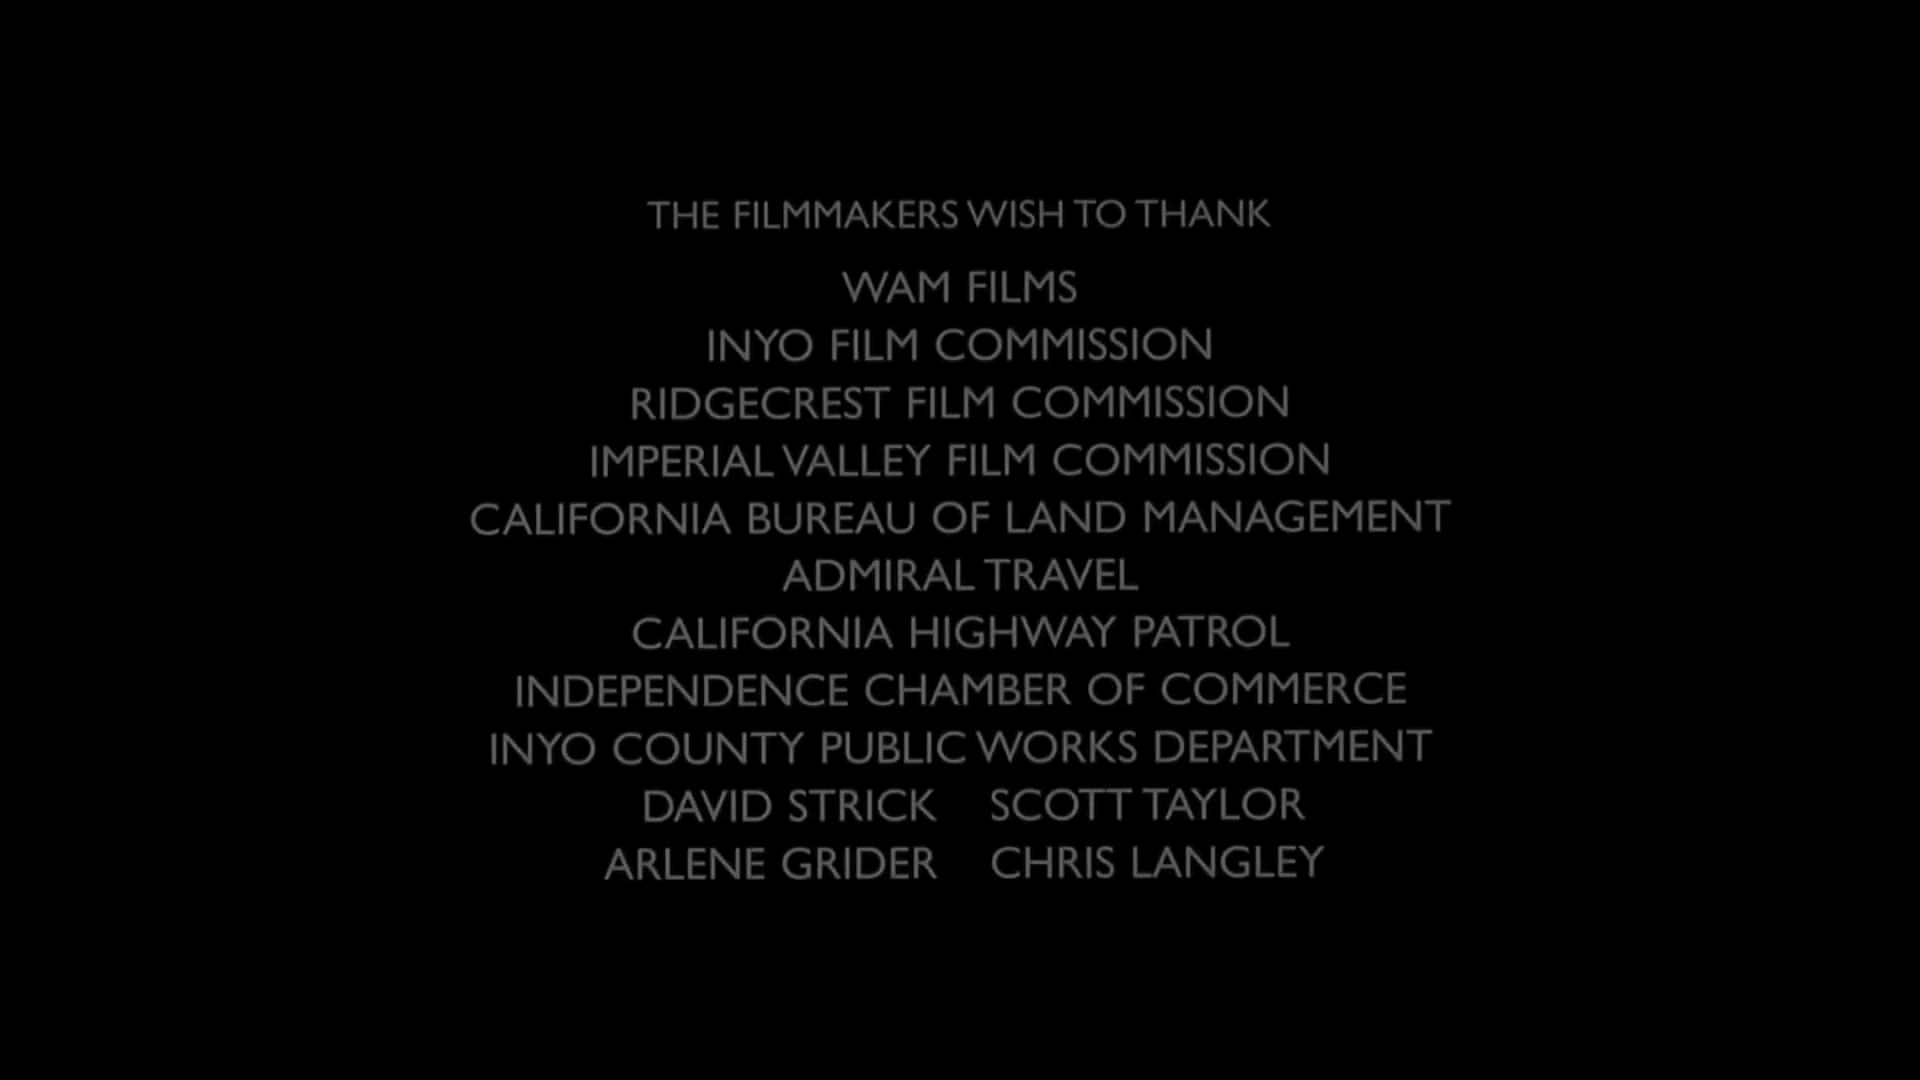 THE FILMMAKERS WISH TO THANK
WAM FILMS
INYO FILM COMMISSION
RIDGECREST FILM COMMISSION
IMPERIAL VALLEY FILM COMMISSION
CALIFORNIA BUREAU OF LAND MANAGEMENT
ADMIRAL TRAVEL
CALIFORNIA HIGHWAY PATROL
INDEPENDENCE CHAMBER OF COMMERCE
INYO COUNTY PUBLIC WORKS DEPARTMENT
DAVID STRICK SCOTT TAYLOR
ARLENE GRIDER CHRIS LANGLEY